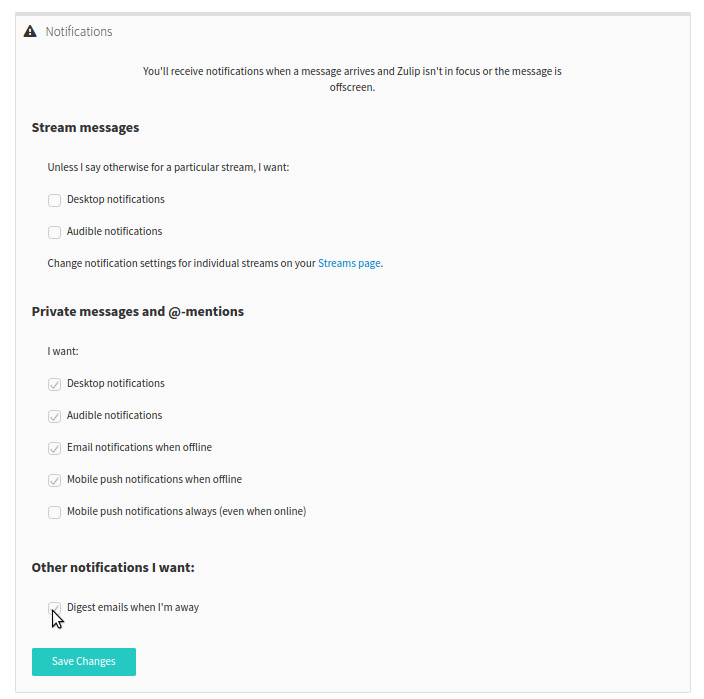 Notifications
You'll receive notifications when a message arrives and Zulip isn't in focus or the message is
offscreen.
Stream messages
Unless I say otherwise for a particular stream, I want:
Desktop notifications
Audible notifications
Change notification settings for individual streams on your Streams page.
Private messages and @-mentions
I want:
Desktop notifications
Audible notifications
Email notifications when offline
Mobile push notifications when offline
Mobile push notifications always (even when online)
Other notifications I want:
Digest emails when I'm away
Save Changes